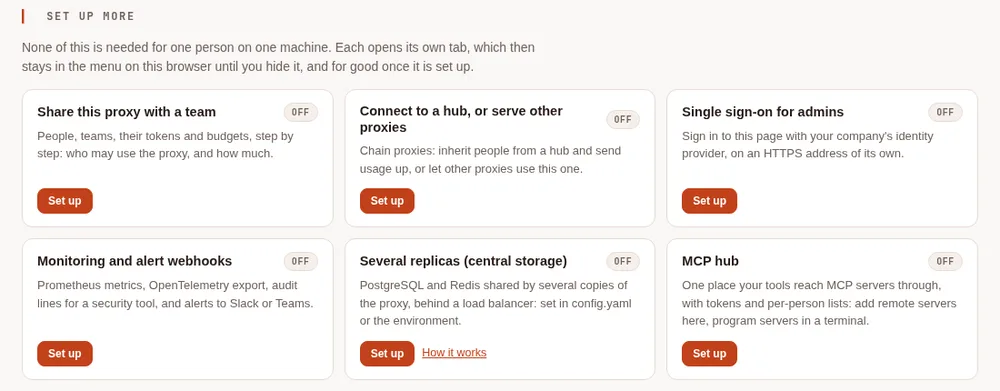 SET UP MORE
None of this is needed for one person on one machine. Each opens its own tab, which then
stays in the menu on this browser until you hide it, and for good once it is set up.
Share this proxy with a team
OFF
People, teams, their tokens and budgets, step by
step: who may use the proxy, and how much.
Set up
Connect to a hub, or serve other
proxies
OFF
Chain proxies: inherit people from a hub and send
usage up, or let other proxies use this one.
Set up
Single sign-on for admins
OFF
Sign in to this page with your company's identity
provider, on an HTTPS address of its own.
Set up
Monitoring and alert webhooks
OFF
Prometheus metrics, OpenTelemetry export, audit
lines for a security tool, and alerts to Slack or Teams.
Set up
Several replicas (central storage)
OFF
PostgreSQL and Redis shared by several copies of
the proxy, behind a load balancer: set in config.yaml
or the environment.
Set up
How it works
MCP hub
OFF
One place your tools reach MCP servers through,
with tokens and per-person lists: add remote servers
here, program servers in a terminal.
Set up